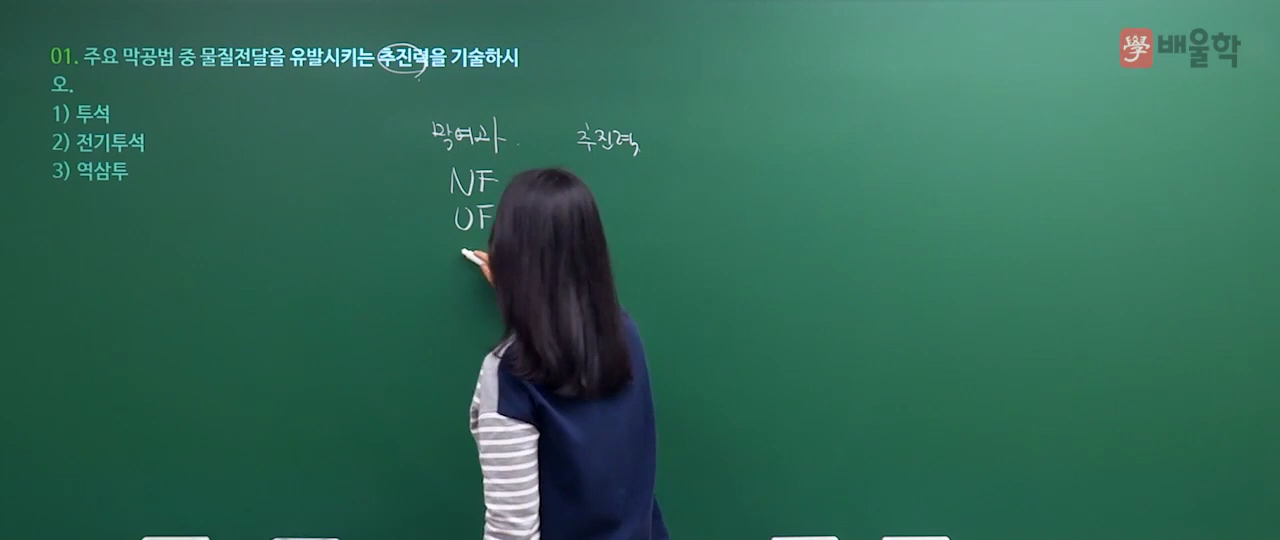 01. 주요 막공법 중 물질전달을 유발시키는 추진력을 기술하시
오.
1) 투석
2) 전기투석
3) 역삼투
學 배울학
막여과 추진력
NF
UF